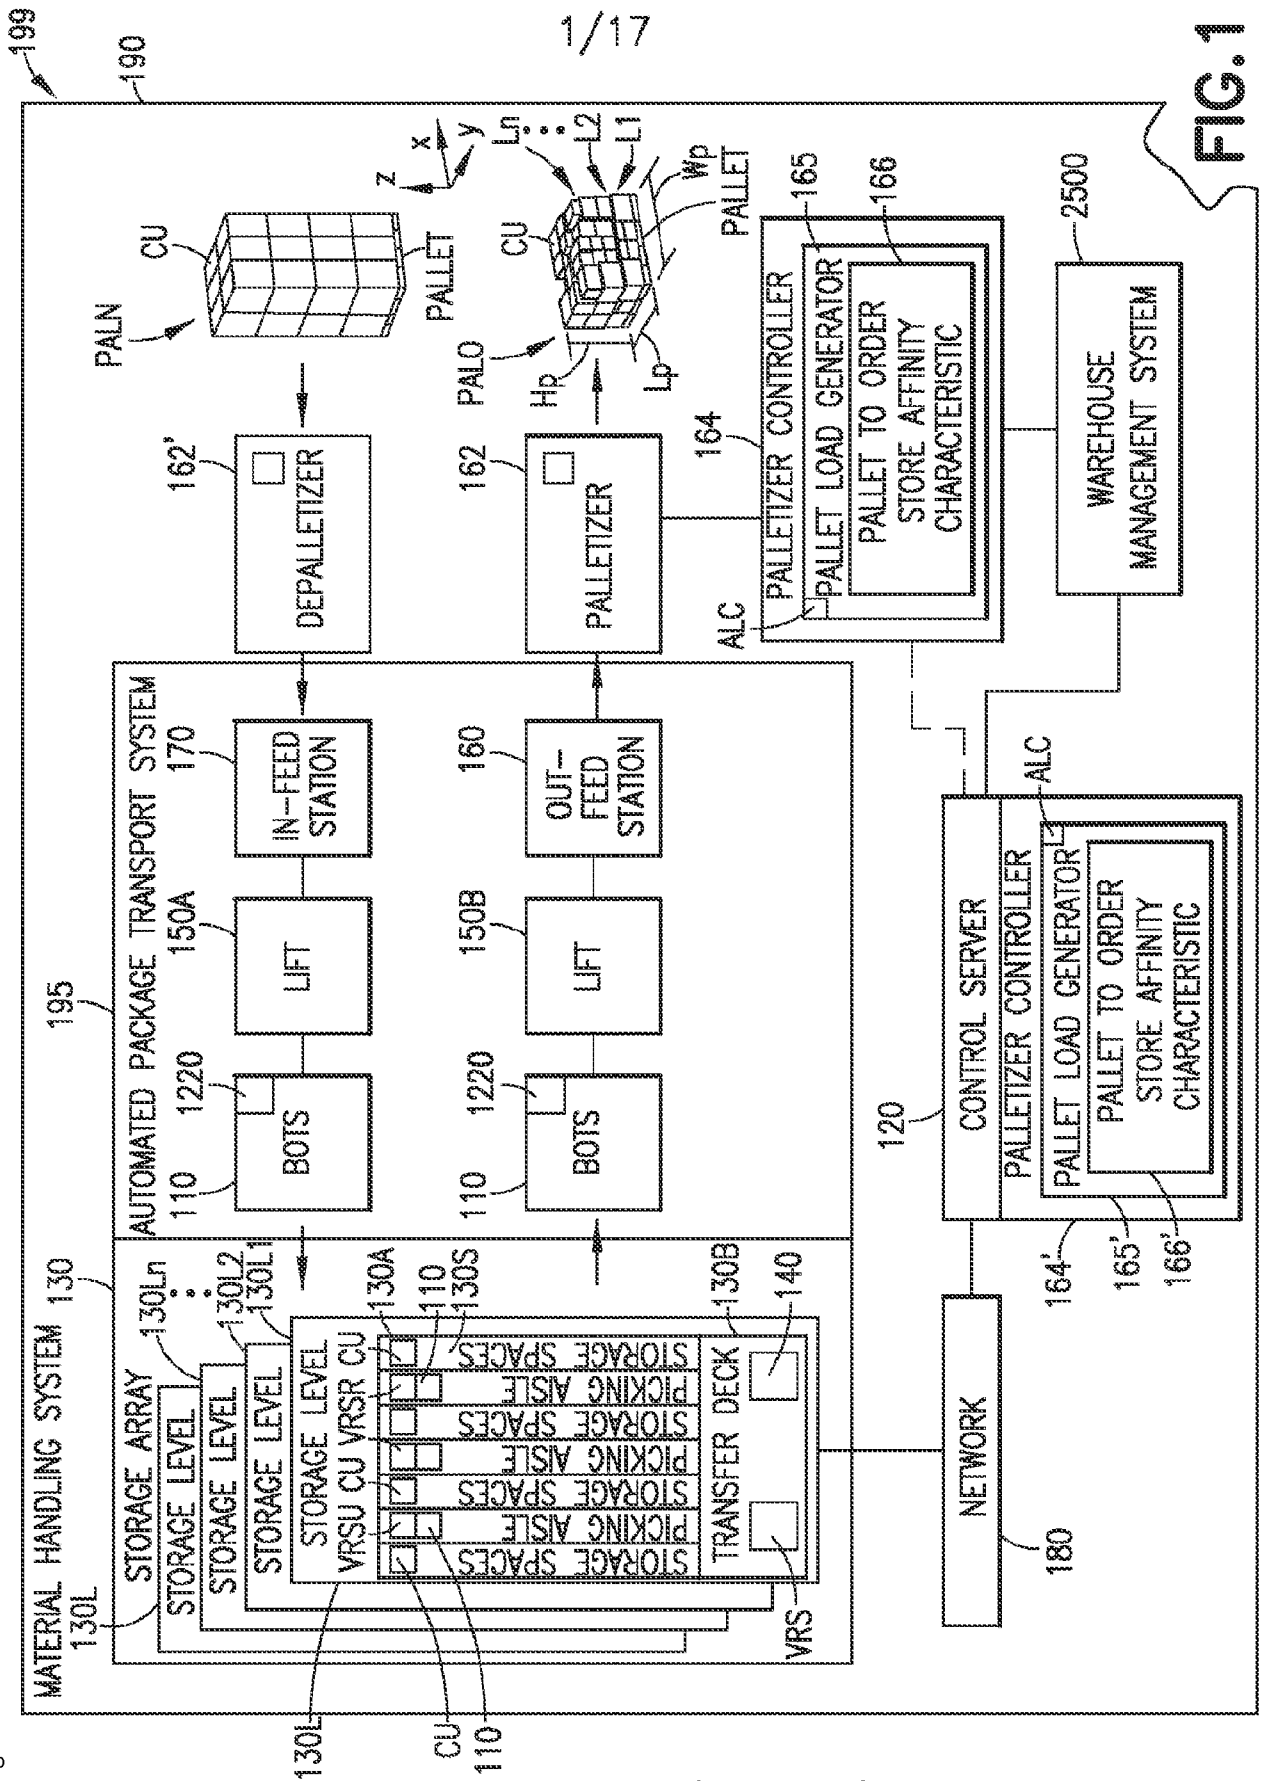 1/17
FIG.1
199
190
MATERIAL HANDLING SYSTEM
130
195
130L
STORAGE ARRAY
STORAGE LEVEL
STORAGE LEVEL
STORAGE LEVEL
STORAGE LEVEL
130Ln
130L2
130L1
130L
VRSU CU VRSR CU
130A
110
130S
STORAGE SPACES
PICKING AISLE
STORAGE SPACES
PICKING AISLE
STORAGE SPACES
PICKING AISLE
STORAGE SPACES
CU
110
130B
TRANSFER DECK
VRS
140
AUTOMATED PACKAGE TRANSPORT SYSTEM
110
1220
BOTS
150A
LIFT
170
IN-FEED
STATION
162'
DEPALLETIZER
PALN
CU
PALLET
Z
X
y
110
1220
BOTS
150B
LIFT
160
OUT-
FEED
STATION
162
PALLETIZER
PALO
CU
Ln
L2
L1
Hp
Lp
Wp
PALLET
164
PALLETIZER CONTROLLER
165
ALC
PALLET LOAD GENERATOR
166
PALLET TO ORDER
STORE AFFINITY
CHARACTERISTIC
2500
WAREHOUSE
MANAGEMENT SYSTEM
120
CONTROL SERVER
PALLETIZER CONTROLLER
ALC
PALLET LOAD GENERATOR
PALLET TO ORDER
STORE AFFINITY
CHARACTERISTIC
164'
165'
166'
NETWORK
180